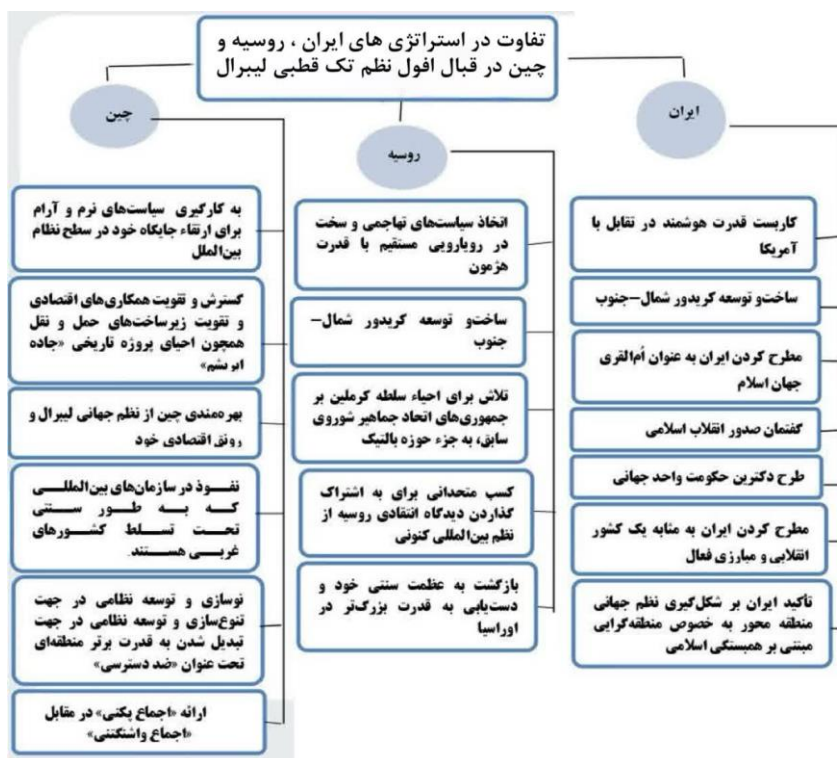 تفاوت در استراتژی های ایران ، روسیه و
چین در قبال افول نظم تک قطبی لیبرال
ایران
کاربست قدرت هوشمند در تقابل با
آمریکا
ساخت‌و توسعه کریدور شمال–جنوب
مطرح کردن ایران به عنوان اُم‌القری
جهان اسلام
گفتمان صدور انقلاب اسلامی
طرح دکترین حکومت واحد جهانی
مطرح کردن ایران به مثابه یک کشور
انقلابی و مبارزی فعال
تأکید ایران بر شکل‌گیری نظم جهانی
منطقه محور به خصوص منطقه‌گرایی
مبتنی بر همبستگی اسلامی
روسیه
اتخاذ سیاست‌های تهاجمی و سخت
در رویارویی مستقیم با قدرت
هژمون
ساخت‌و توسعه کریدور شمال–
جنوب
تلاش برای احیاء سلطه کرملین بر
جمهوری‌های اتحاد جماهیر شوروی
سابق، به جزء حوزه بالتیک
کسب متحدانی برای به اشتراک
گذاردن دیدگاه انتقادی روسیه از
نظم بین‌المللی کنونی
بازگشت به عظمت سنتی خود و
دست‌یابی به قدرت بزرگ‌تر در
اوراسیا
چین
به کارگیری سیاست‌های نرم و آرام
برای ارتقاء جایگاه خود در سطح نظام
بین‌الملل
گسترش و تقویت همکاری‌های اقتصادی
و تقویت زیرساخت‌های حمل و نقل
همچون احیای پروژه تاریخی «جاده
ابریشم»
بهره‌مندی چین از نظم جهانی لیبرال و
رونق اقتصادی خود
نفوذ در سازمان‌های بین‌المللی
که به طور سنتی
تحت تسلط کشورهای
غربی هستند.
نوسازی و توسعه نظامی در جهت
تنوع‌سازی و توسعه نظامی در جهت
تبدیل شدن به قدرت برتر منطقه‌ای
تحت عنوان «ضد دسترسی»
ارائه «اجماع پکنی» در مقابل
«اجماع واشنگتنی»